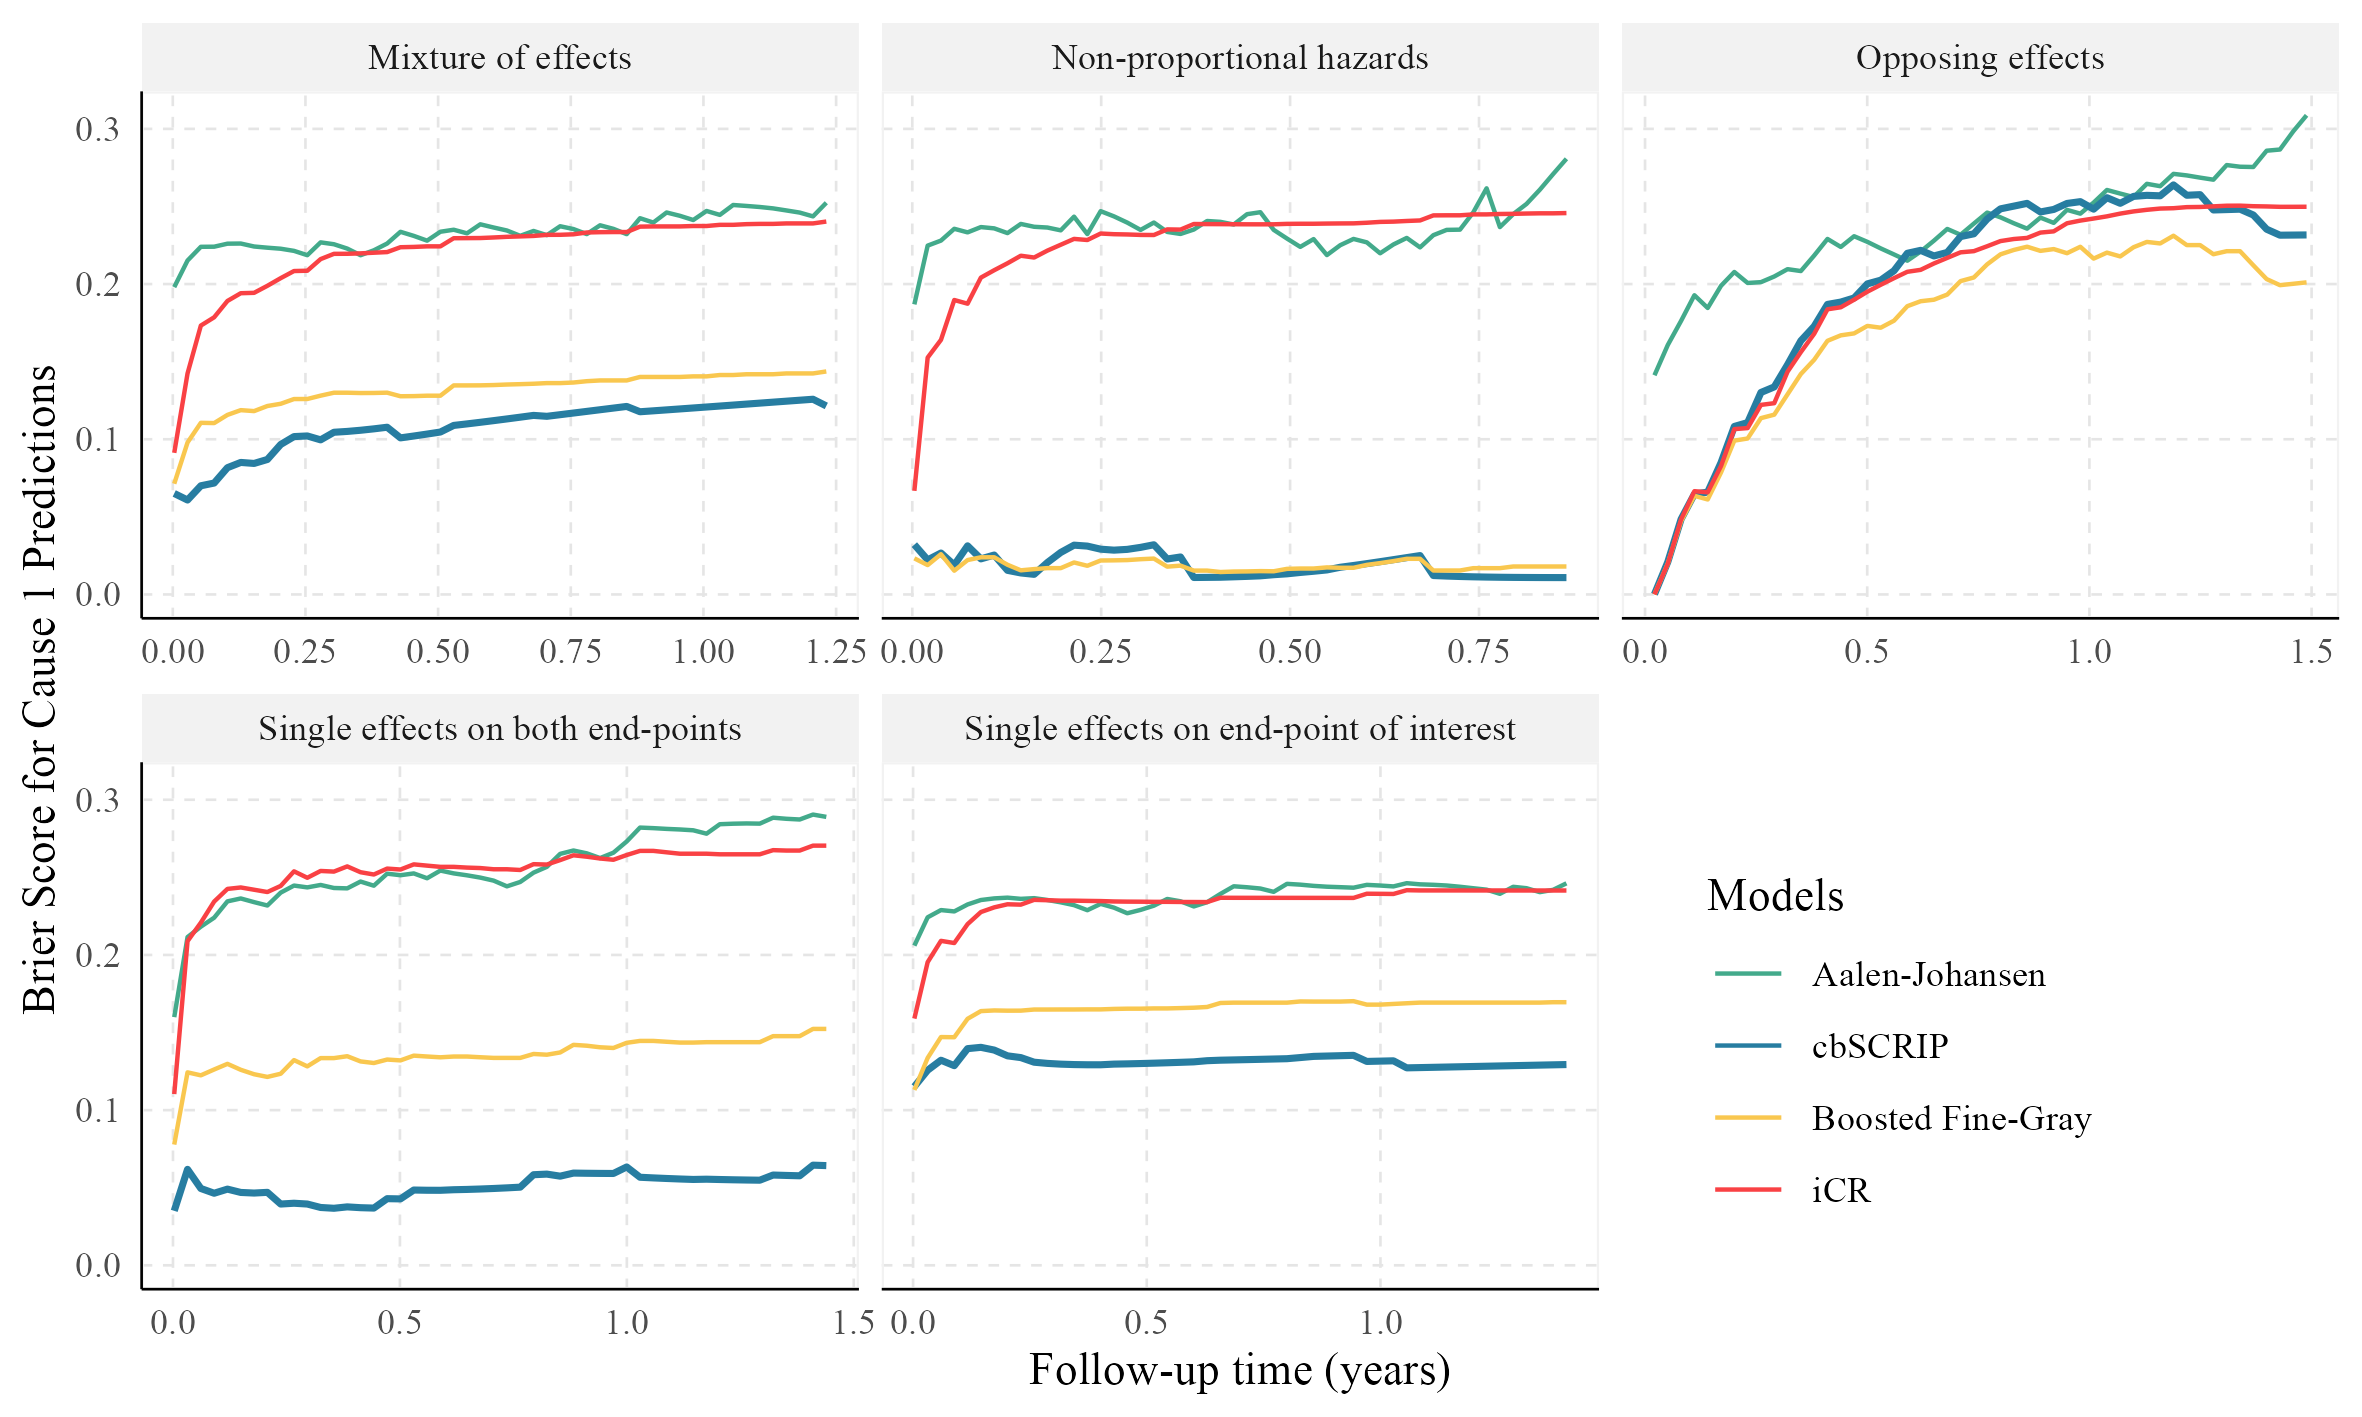 Mixture of effects
Non-proportional hazards
Opposing effects
0.3
0.2
0.1
0.0
0.00 0.25 0.50 0.75 1.00 1.25
0.00 0.25 0.50 0.75
0.0 0.5 1.0 1.5
Brier Score for Cause 1 Predictions
Single effects on both end-points
Single effects on end-point of interest
0.3
0.2
0.1
0.0
0.0 0.5 1.0 1.5
0.0 0.5 1.0
Follow-up time (years)
Models
Aalen-Johansen
cbSCRIP
Boosted Fine-Gray
iCR